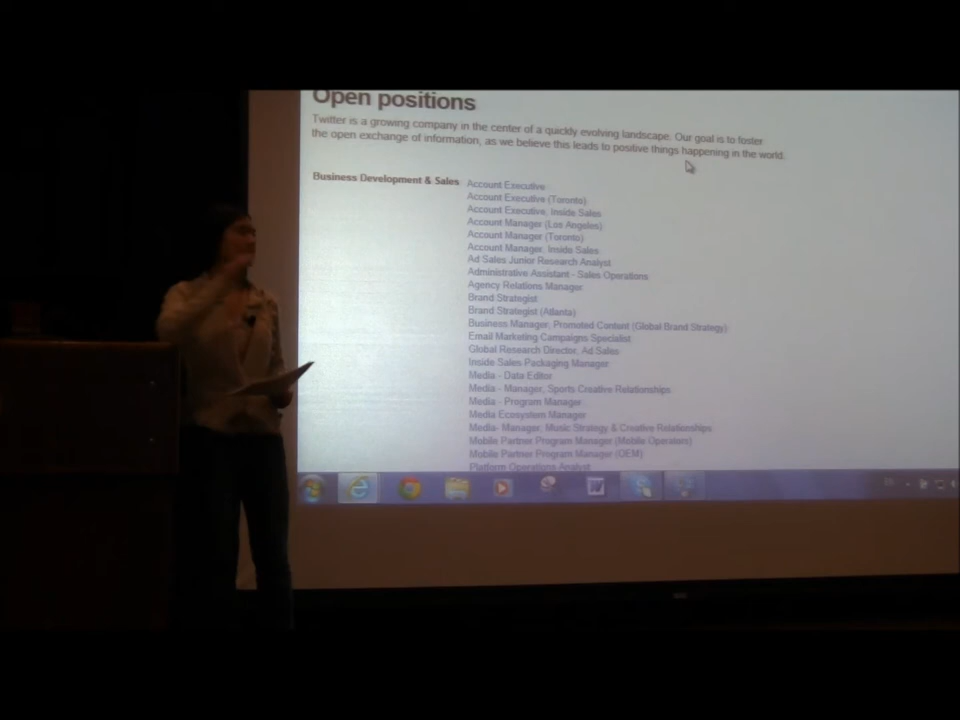 Open positions
Twitter is a growing company in the center of a quickly evolving landscape. Our goal is to foster
the open exchange of information, as we believe this leads to positive things happening in the world.
Business Development & Sales
Account Executive
Account Executive (Toronto)
Account Executive, Inside Sales
Account Manager (Los Angeles)
Account Manager (Toronto)
Account Manager, Inside Sales
Ad Sales Junior Research Analyst
Administrative Assistant - Sales Operations
Agency Relations Manager
Brand Strategist
Brand Strategist (Atlanta)
Business Manager, Promoted Content (Global Brand Strategy)
Email Marketing Campaigns Specialist
Global Research Director, Ad Sales
Inside Sales Packaging Manager
Media - Data Editor
Media - Manager, Sports Creative Relationships
Media - Program Manager
Media Ecosystem Manager
Media- Manager, Music Strategy & Creative Relationships
Mobile Partner Program Manager (Mobile Operators)
Mobile Partner Program Manager (OEM)
Platform Operations Analyst